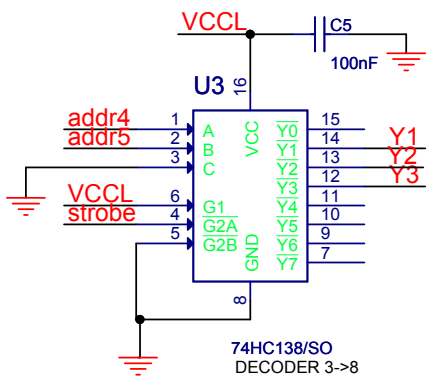 VCCL
C5
100nF
U3
16
VCC
addr4 1 A
addr5 2 B
3 C
VCCL 6 G1
strobe 4 G2A
5 G2B
Y0 15
Y1 14 Y1
Y2 13 Y2
Y3 12 Y3
Y4 11
Y5 10
Y6 9
Y7 7
GND
8
74HC138/SO
DECODER 3->8